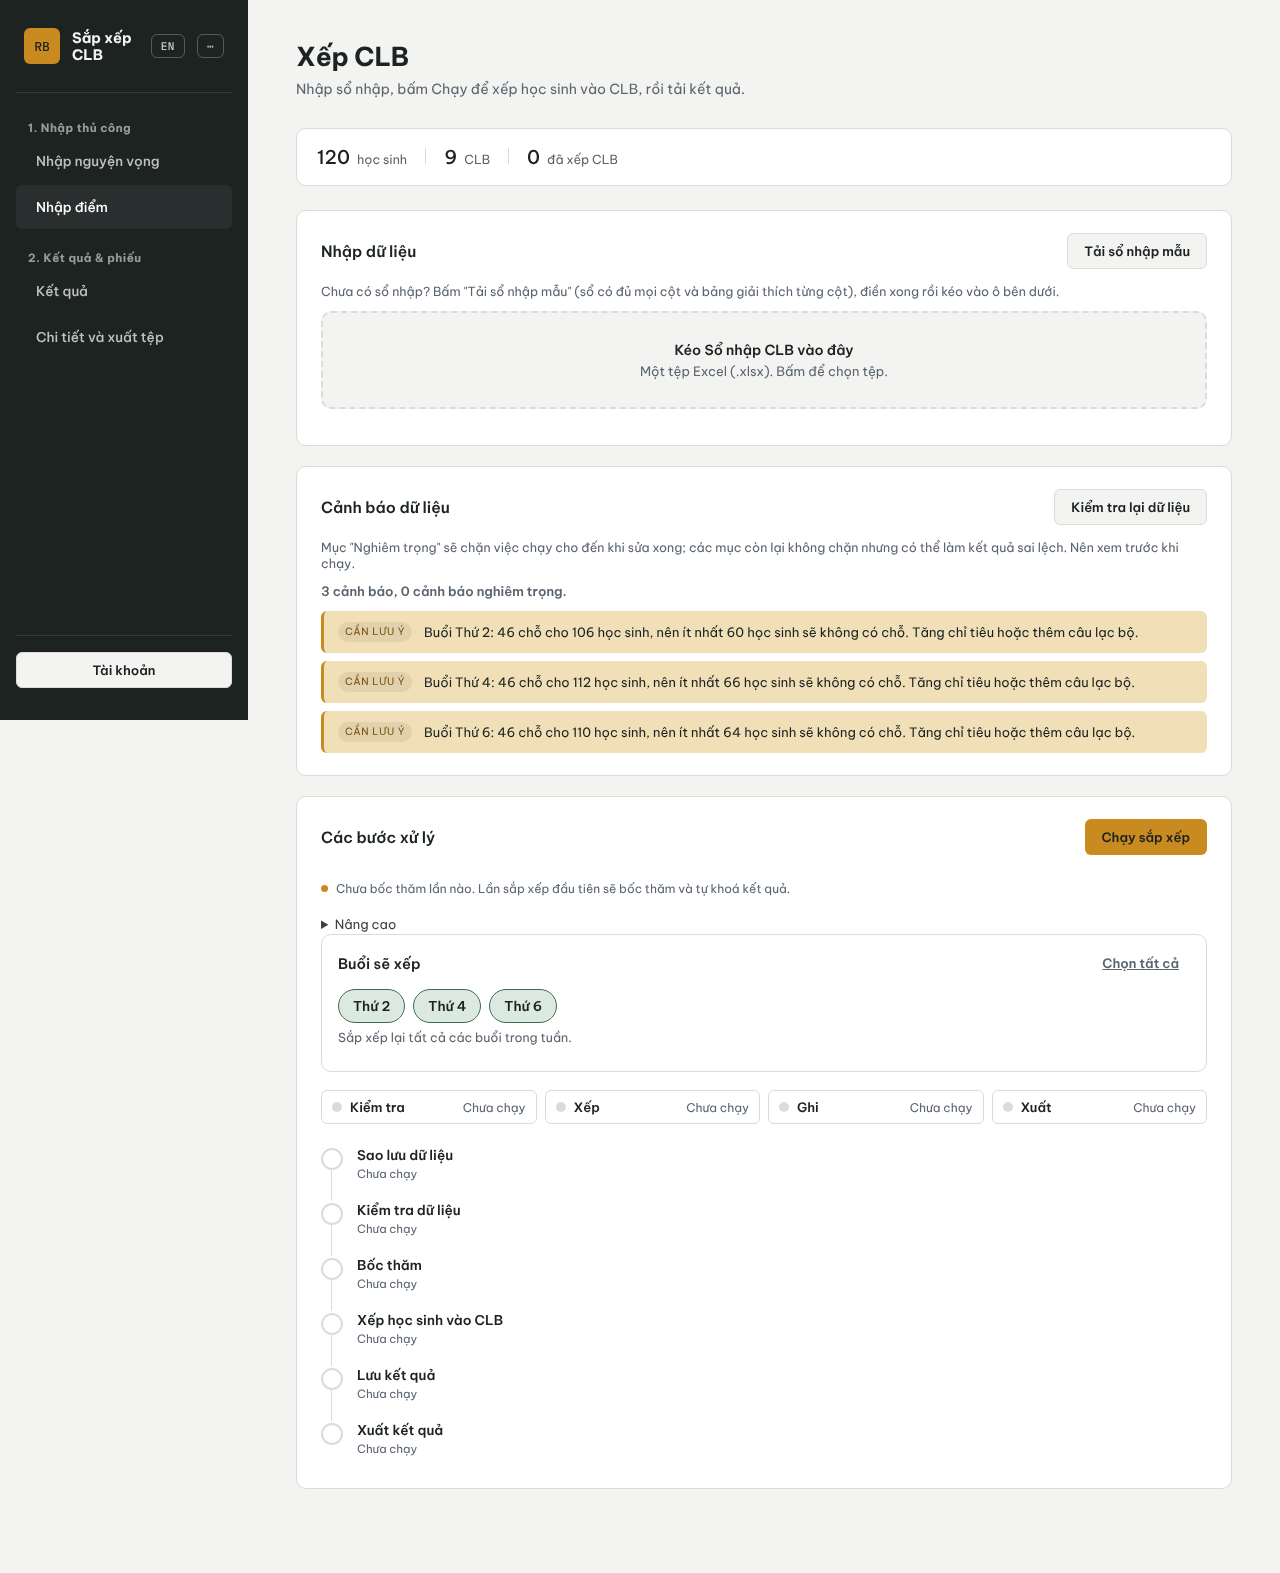 RB
Sắp xếp
CLB
EN
⋯
1. Nhập thủ công
Nhập nguyện vọng
Nhập điểm
2. Kết quả & phiếu
Kết quả
Chi tiết và xuất tệp
Tài khoản
Xếp CLB
Nhập sổ nhập, bấm Chạy để xếp học sinh vào CLB, rồi tải kết quả.
120 học sinh
9 CLB
0 đã xếp CLB
Nhập dữ liệu
Tải sổ nhập mẫu
Chưa có sổ nhập? Bấm "Tải sổ nhập mẫu" (sổ có đủ mọi cột và bảng giải thích từng cột), điền xong rồi kéo vào ô bên dưới.
Kéo Sổ nhập CLB vào đây
Một tệp Excel (.xlsx). Bấm để chọn tệp.
Cảnh báo dữ liệu
Kiểm tra lại dữ liệu
Mục "Nghiêm trọng" sẽ chặn việc chạy cho đến khi sửa xong; các mục còn lại không chặn nhưng có thể làm kết quả sai lệch. Nên xem trước khi
chạy.
3 cảnh báo, 0 cảnh báo nghiêm trọng.
CẦN LƯU Ý
Buổi Thứ 2: 46 chỗ cho 106 học sinh, nên ít nhất 60 học sinh sẽ không có chỗ. Tăng chỉ tiêu hoặc thêm câu lạc bộ.
CẦN LƯU Ý
Buổi Thứ 4: 46 chỗ cho 112 học sinh, nên ít nhất 66 học sinh sẽ không có chỗ. Tăng chỉ tiêu hoặc thêm câu lạc bộ.
CẦN LƯU Ý
Buổi Thứ 6: 46 chỗ cho 110 học sinh, nên ít nhất 64 học sinh sẽ không có chỗ. Tăng chỉ tiêu hoặc thêm câu lạc bộ.
Các bước xử lý
Chạy sắp xếp
Chưa bốc thăm lần nào. Lần sắp xếp đầu tiên sẽ bốc thăm và tự khoá kết quả.
Nâng cao
Buổi sẽ xếp
Chọn tất cả
Thứ 2
Thứ 4
Thứ 6
Sắp xếp lại tất cả các buổi trong tuần.
Kiểm tra
Chưa chạy
Xếp
Chưa chạy
Ghi
Chưa chạy
Xuất
Chưa chạy
Sao lưu dữ liệu
Chưa chạy
Kiểm tra dữ liệu
Chưa chạy
Bốc thăm
Chưa chạy
Xếp học sinh vào CLB
Chưa chạy
Lưu kết quả
Chưa chạy
Xuất kết quả
Chưa chạy